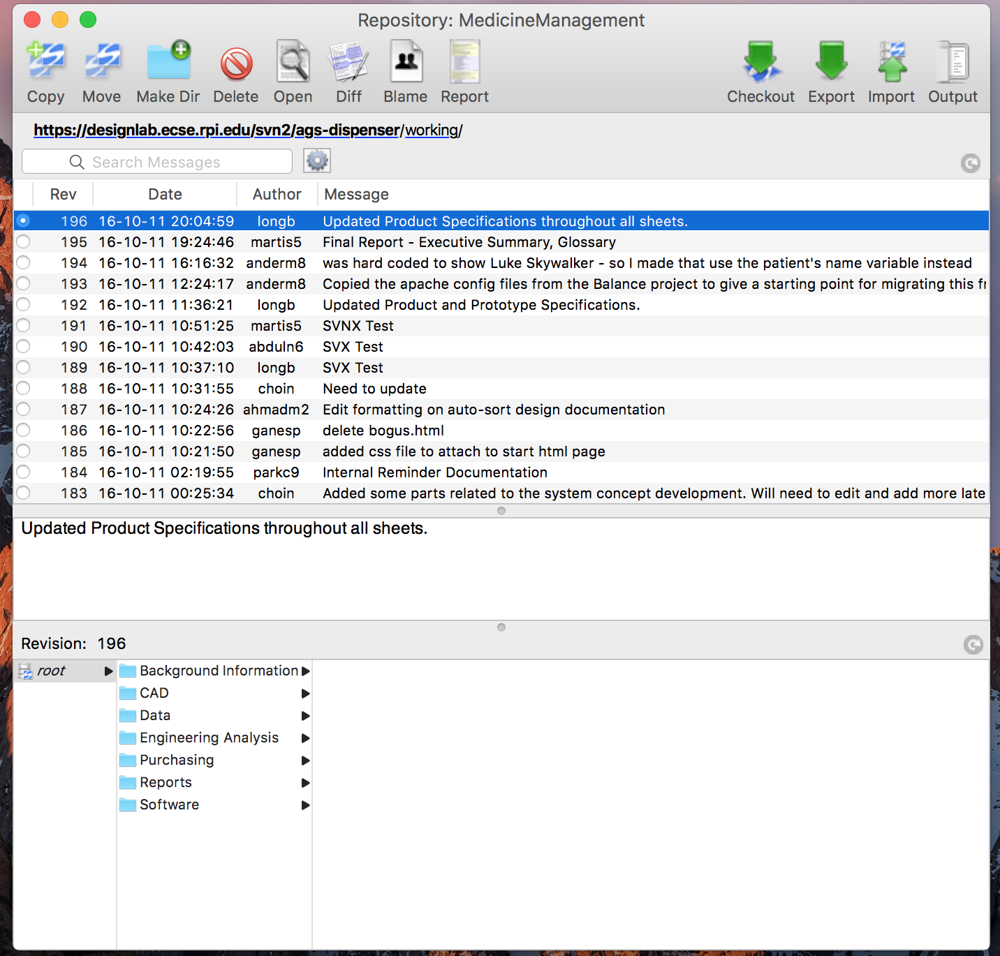 Repository: MedicineManagement
Copy Move Make Dir Delete Open Diff Blame Report Checkout Export Import Output
https://designlab.ecse.rpi.edu/svn2/ags-dispenser/working/
Search Messages
Rev Date Author Message
196 16-10-11 20:04:59 longb Updated Product Specifications throughout all sheets.
195 16-10-11 19:24:46 martis5 Final Report - Executive Summary, Glossary
194 16-10-11 16:16:32 anderm8 was hard coded to show Luke Skywalker - so I made that use the patient's name variable instead
193 16-10-11 12:24:17 anderm8 Copied the apache config files from the Balance project to give a starting point for migrating this
192 16-10-11 11:36:21 longb Updated Product and Prototype Specifications.
191 16-10-11 10:51:25 martis5 SVNX Test
190 16-10-11 10:42:03 abduln6 SVX Test
189 16-10-11 10:37:10 longb SVX Test
188 16-10-11 10:31:55 choin Need to update
187 16-10-11 10:24:26 ahmadm2 Edit formatting on auto-sort design documentation
186 16-10-11 10:22:56 ganesp delete bogus.html
185 16-10-11 10:21:50 ganesp added css file to attach to start html page
184 16-10-11 02:19:55 parkc9 Internal Reminder Documentation
183 16-10-11 00:25:34 choin Added some parts related to the system concept development. Will need to edit and add more late
Updated Product Specifications throughout all sheets.
Revision: 196
root Background Information
CAD
Data
Engineering Analysis
Purchasing
Reports
Software